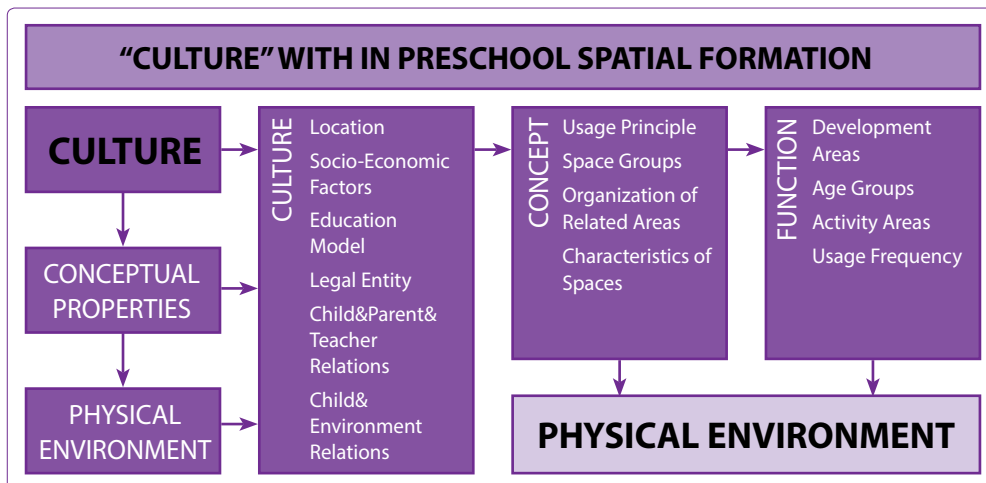 “CULTURE” WITH IN PRESCHOOL SPATIAL FORMATION
CULTURE
CONCEPTUAL
PROPERTIES
PHYSICAL
ENVIRONMENT
CULTURE
Location
Socio-Economic
Factors
Education
Model
Legal Entity
Child&Parent&
Teacher
Relations
Child&
Environment
Relations
CONCEPT
Usage Principle
Space Groups
Organization of
Related Areas
Characteristics of
Spaces
FUNCTION
Development
Areas
Age Groups
Activity Areas
Usage Frequency
PHYSICAL ENVIRONMENT